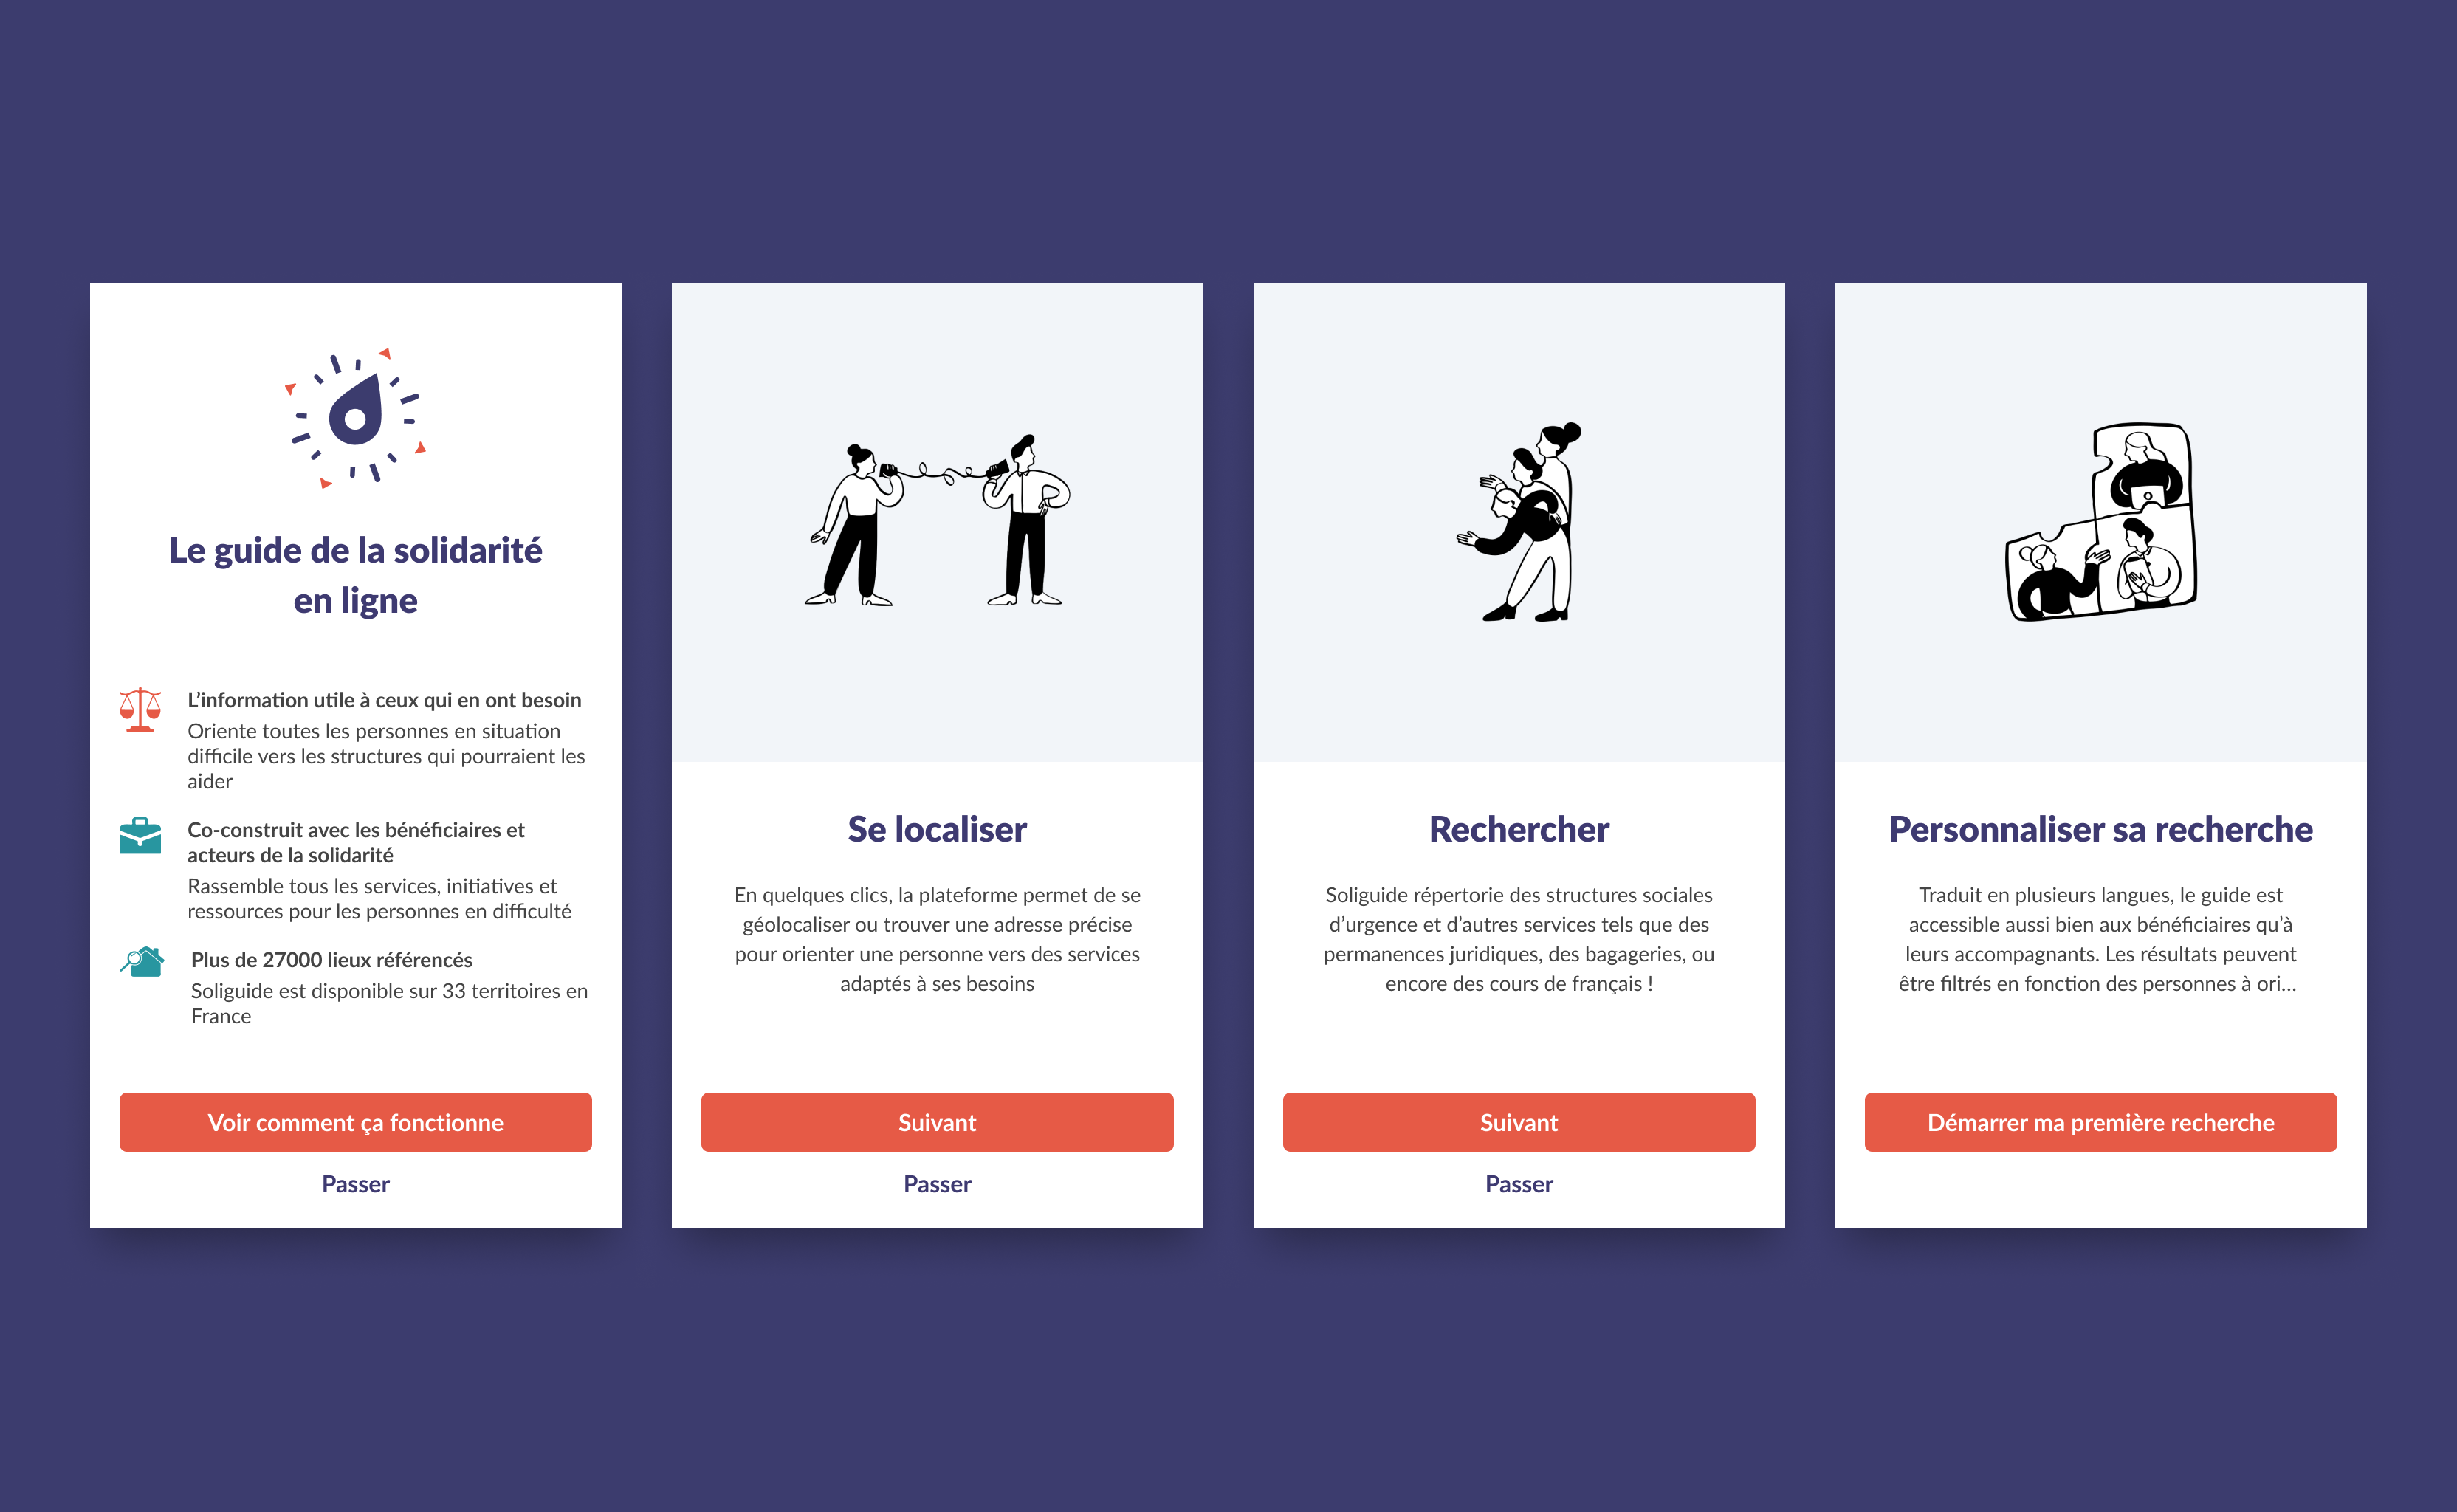 Le guide de la solidarité
en ligne
L’information utile à ceux qui en ont besoin
Oriente toutes les personnes en situation
difficile vers les structures qui pourraient les
aider
Co-construit avec les bénéficiaires et
acteurs de la solidarité
Rassemble tous les services, initiatives et
ressources pour les personnes en difficulté
Plus de 27000 lieux référencés
Soliguide est disponible sur 33 territoires en
France
Voir comment ça fonctionne
Passer
Se localiser
En quelques clics, la plateforme permet de se
géolocaliser ou trouver une adresse précise
pour orienter une personne vers des services
adaptés à ses besoins
Suivant
Passer
Rechercher
Soliguide répertorie des structures sociales
d’urgence et d’autres services tels que des
permanences juridiques, des bagageries, ou
encore des cours de français !
Suivant
Passer
Personnaliser sa recherche
Traduit en plusieurs langues, le guide est
accessible aussi bien aux bénéficiaires qu’à
leurs accompagnants. Les résultats peuvent
être filtrés en fonction des personnes à ori...
Démarrer ma première recherche